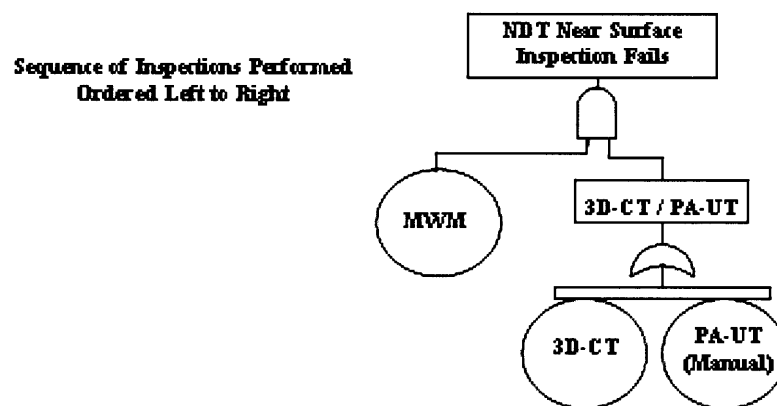 NDT Near Surface
Inspection Fails
Sequence of Inspections Performed
Ordered Left to Right
MWM
3D-CT / PA-UT
3D-CT
PA-UT
(Manual)